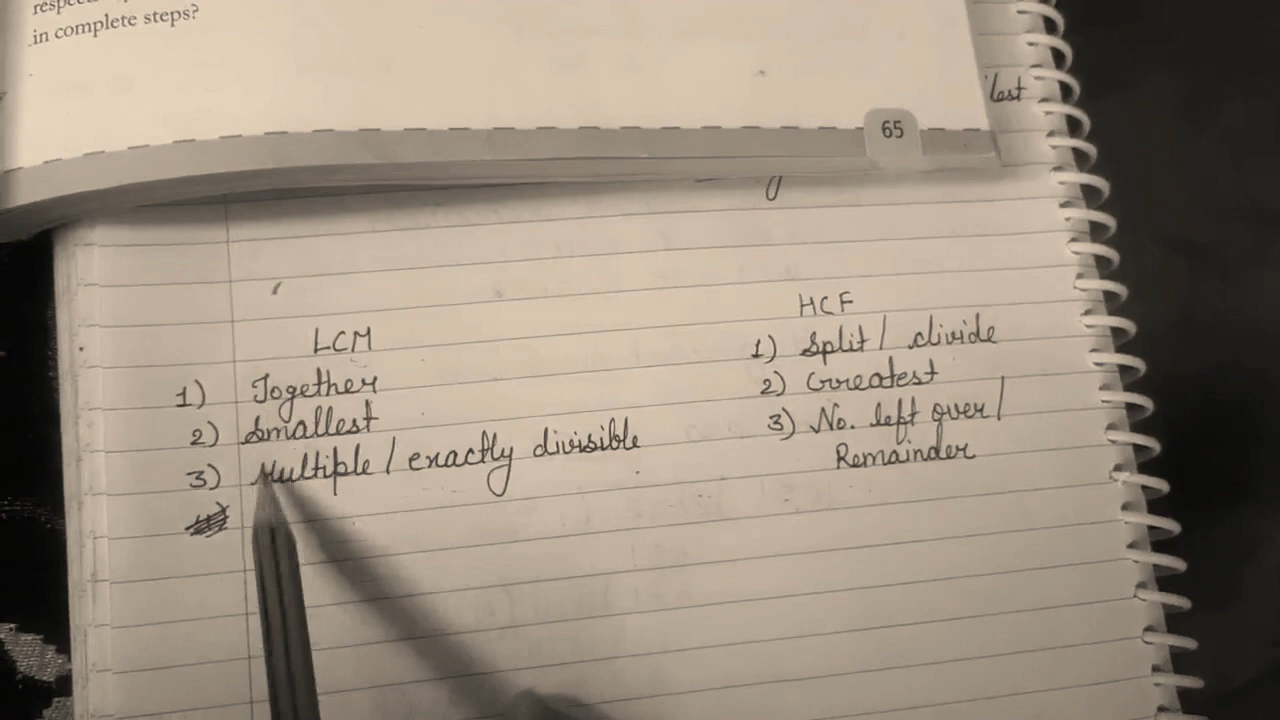 in complete steps?
65
LCM
1) Together
2) Smallest
3) Multiple / exactly divisible
HCF
1) Split / divide
2) Greatest
3) No. left over /
Remainder